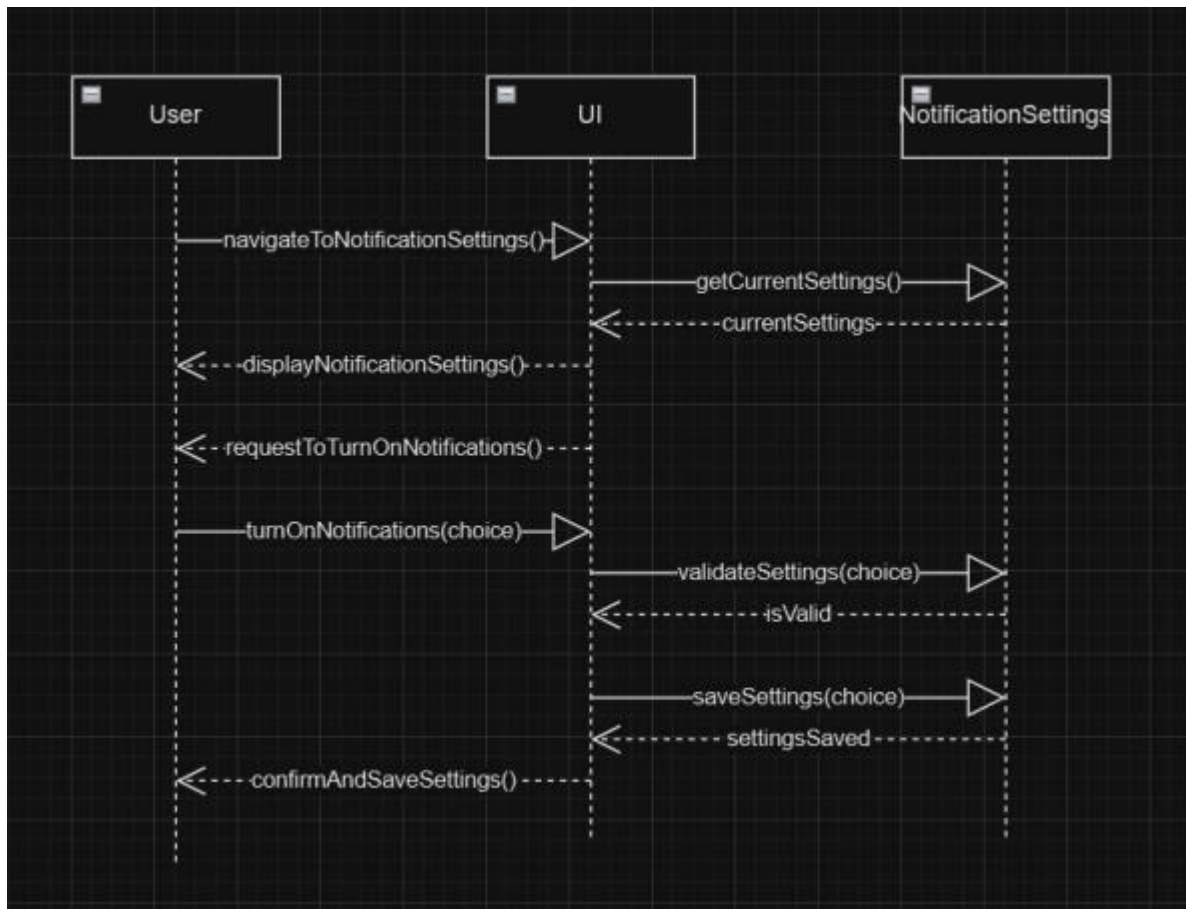 User
UI
NotificationSettings
navigateToNotificationSettings()
getCurrentSettings()
currentSettings
displayNotificationSettings()
requestToTurnOnNotifications()
turnOnNotifications(choice)
validateSettings(choice)
isValid
saveSettings(choice)
settingsSaved
confirmAndSaveSettings()